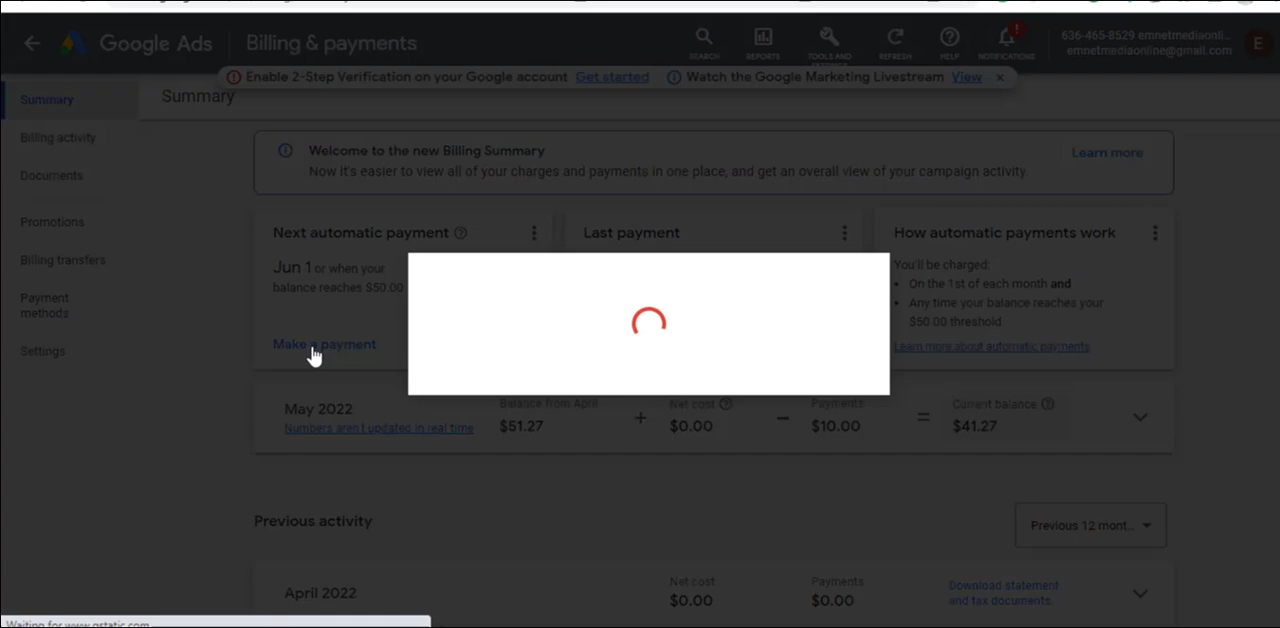 Google Ads
Billing & payments
SEARCH
REPORTS
TOOLS AND
REFRESH
HELP
NOTIFICATIONS
636-465-8529 emnetmediaonli...
emnetmediaonline@gmail.com
E
Enable 2-Step Verification on your Google account Get started
Watch the Google Marketing Livestream View
Summary
Billing activity
Documents
Promotions
Billing transfers
Payment
methods
Settings
Summary
Welcome to the new Billing Summary
Now it's easier to view all of your charges and payments in one place, and get an overall view of your campaign activity.
Learn more
Next automatic payment
Jun 1 or when your
balance reaches $50.00
Make a payment
Last payment
How automatic payments work
You'll be charged:
On the 1st of each month and
Any time your balance reaches your
$50.00 threshold
Learn more about automatic payments
May 2022
Numbers aren't updated in real time
Balance from April
$51.27
+
Net cost
$0.00
−
Payments
$10.00
=
Current balance
$41.27
Previous activity
Previous 12 mont...
April 2022
Net cost
$0.00
Payments
$0.00
Download statement
and tax documents.
Waiting for www.gstatic.com